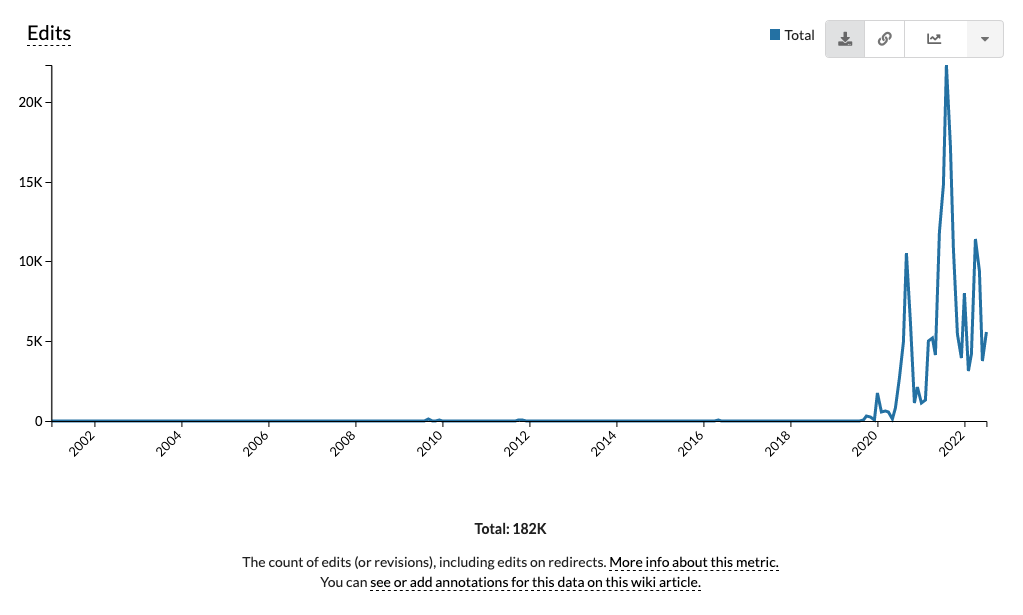 Edits
Total
20K
15K
10K
5K
0
2002 2004 2006 2008 2010 2012 2014 2016 2018 2020 2022
Total: 182K
The count of edits (or revisions), including edits on redirects. More info about this metric.
You can see or add annotations for this data on this wiki article.